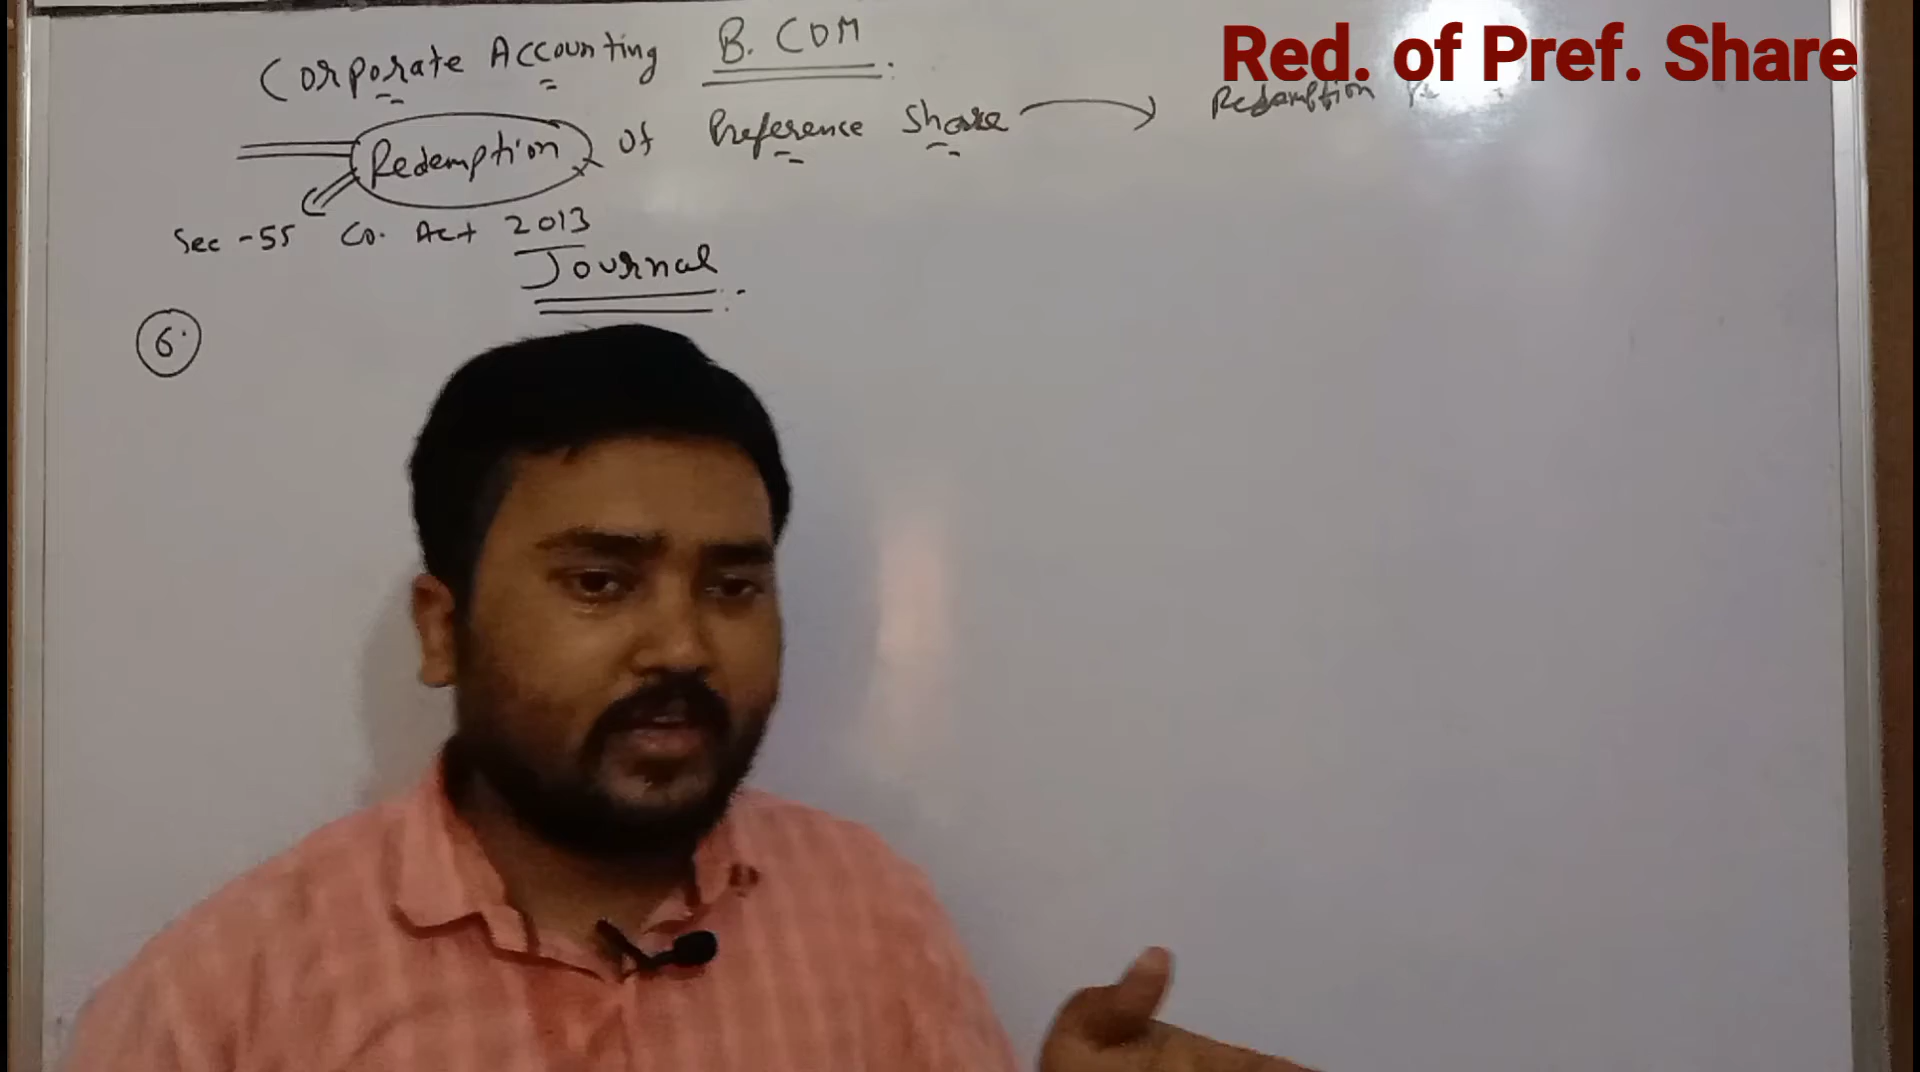 Corporate Accounting B. COM
Red. of Pref. Share
Redemption of Preference Share
Redemption
Sec-55 Co. Act 2013
Journal
6